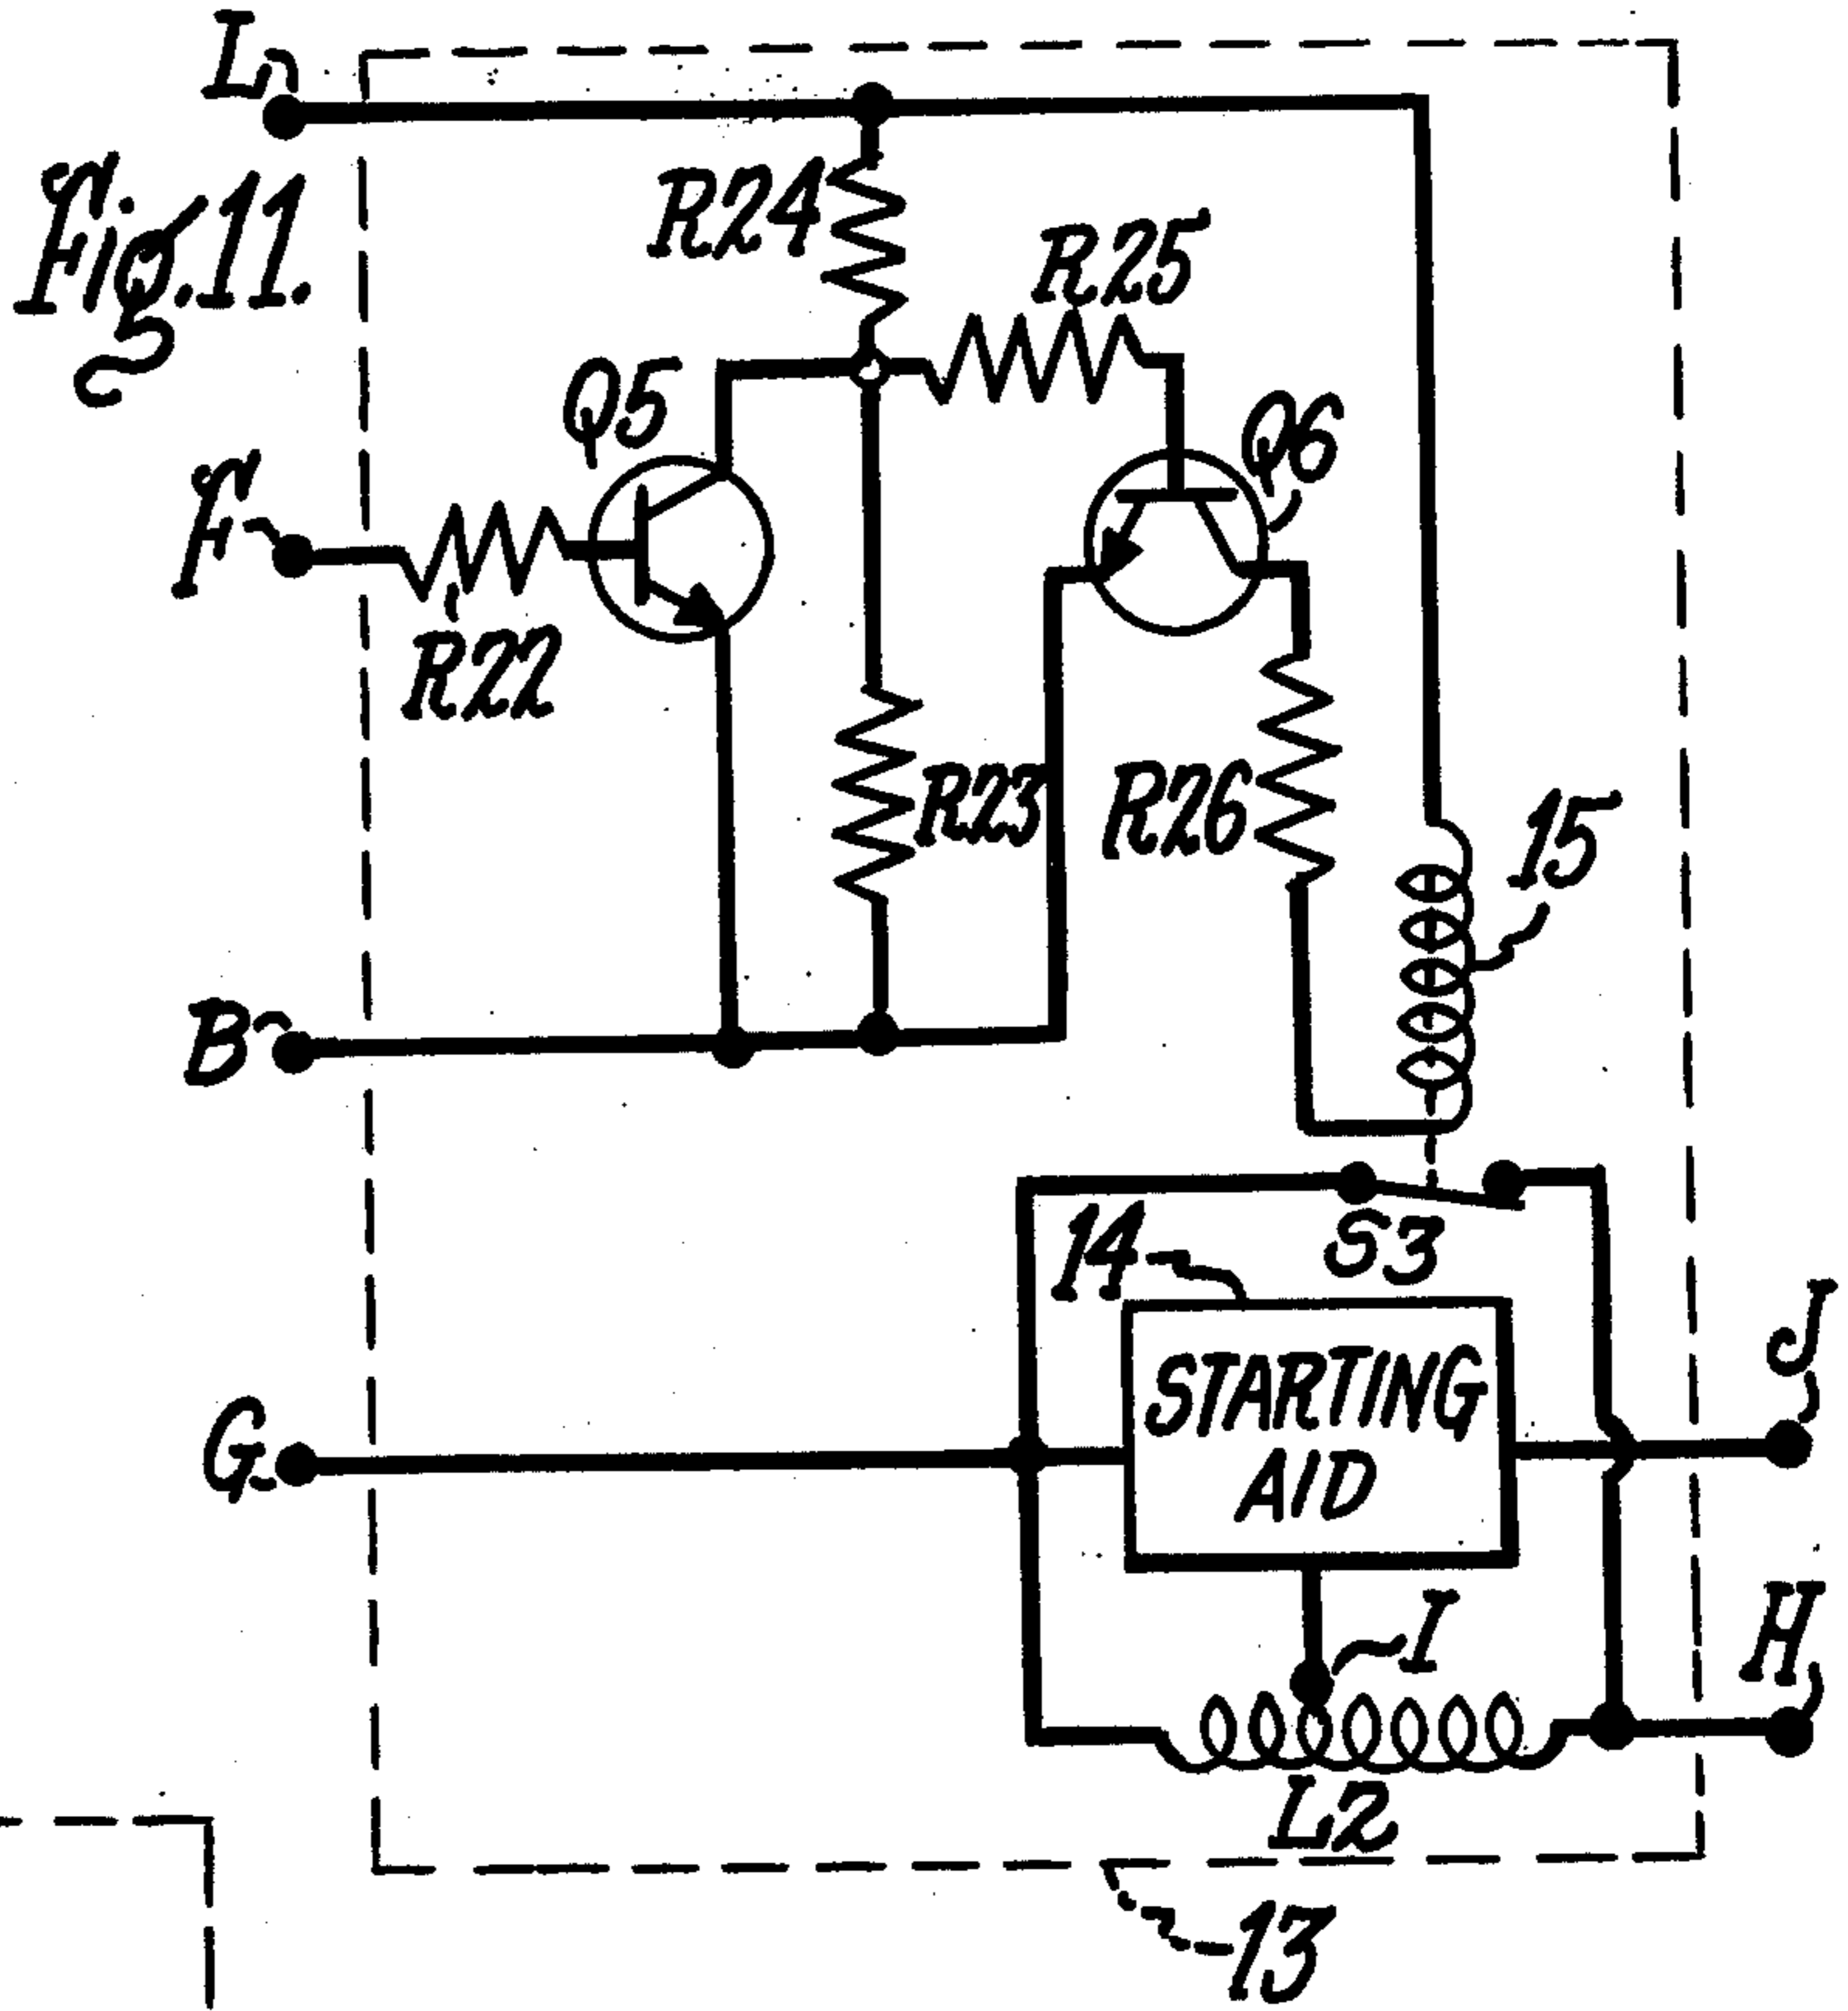 L
Fig. 11.
R24
R25
Q5
Q6
F
R22
R23
R26
15
B
S3
14
STARTING
AID
J
G
I
H
L2
13